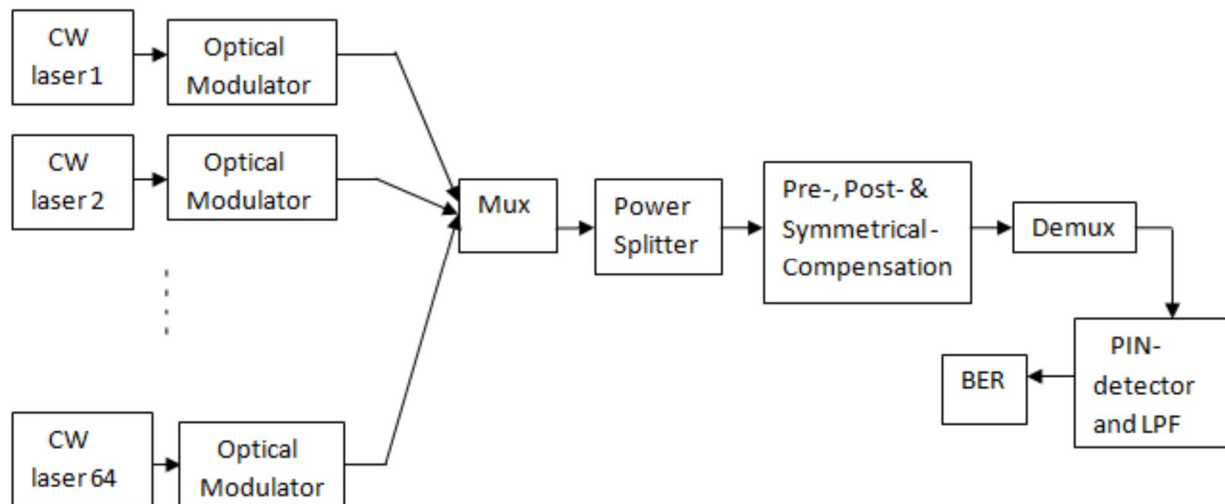 CW
laser 1
Optical
Modulator
CW
laser 2
Optical
Modulator
Mux
Power
Splitter
Pre-, Post- &
Symmetrical-
Compensation
Demux
PIN-
detector
and LPF
BER
CW
laser 64
Optical
Modulator